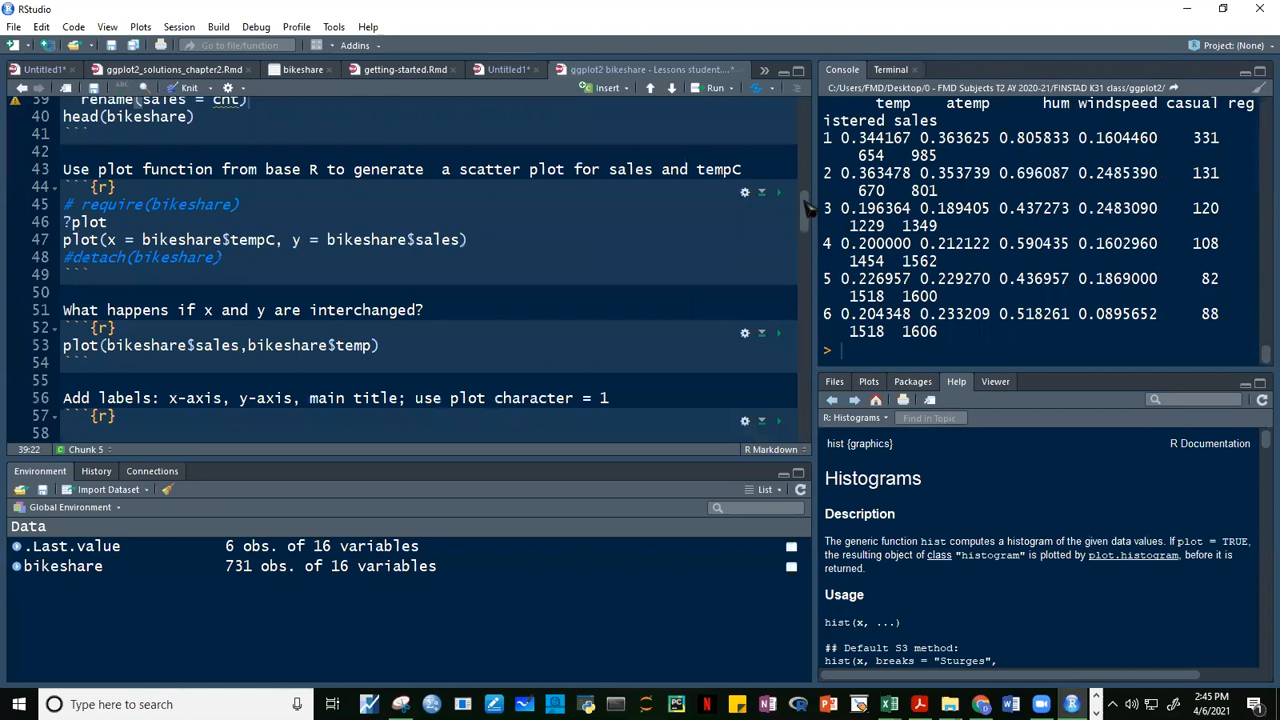 RStudio
File Edit Code View Plots Session Build Debug Profile Tools Help
Go to file/function Addins Project: (None)
Untitled1* ggplot2_solutions_chapter2.Rmd bikeshare getting-started.Rmd Untitled1* ggplot2 bikeshare - Lessons student....*
Knit Insert Run
39 rename(sales = cnt)
40 head(bikeshare)
41 ```
42
43 Use plot function from base R to generate  a scatter plot for sales and tempC
44 ```{r}
45 # require(bikeshare)
46 ?plot
47 plot(x = bikeshare$tempC, y = bikeshare$sales)
48 #detach(bikeshare)
49 ```
50
51 What happens if x and y are interchanged?
52 ```{r}
53 plot(bikeshare$sales,bikeshare$temp)
54 ```
55
56 Add labels: x-axis, y-axis, main title; use plot character = 1
57 ```{r}
58
39:22 Chunk 5 R Markdown
Environment History Connections
Import Dataset List
Global Environment
Data
.Last.value 6 obs. of 16 variables
bikeshare 731 obs. of 16 variables
Console Terminal
C:/Users/FMD/Desktop/0 - FMD Subjects T2 AY 2020-21/FINSTAD K31 class/ggplot2/
temp atemp hum windspeed casual reg
istered sales
1 0.344167 0.363625 0.805833 0.1604460 331
654 985
2 0.363478 0.353739 0.696087 0.2485390 131
670 801
3 0.196364 0.189405 0.437273 0.2483090 120
1229 1349
4 0.200000 0.212122 0.590435 0.1602960 108
1454 1562
5 0.226957 0.229270 0.436957 0.1869000 82
1518 1600
6 0.204348 0.233209 0.518261 0.0895652 88
1518 1606
>
Files Plots Packages Help Viewer
R: Histograms Find in Topic
hist {graphics} R Documentation
Histograms
Description
The generic function hist computes a histogram of the given data values. If plot = TRUE,
the resulting object of class "histogram" is plotted by plot.histogram, before it is
returned.
Usage
hist(x, ...)
## Default S3 method:
hist(x, breaks = "Sturges",
Type here to search
2:45 PM
4/6/2021